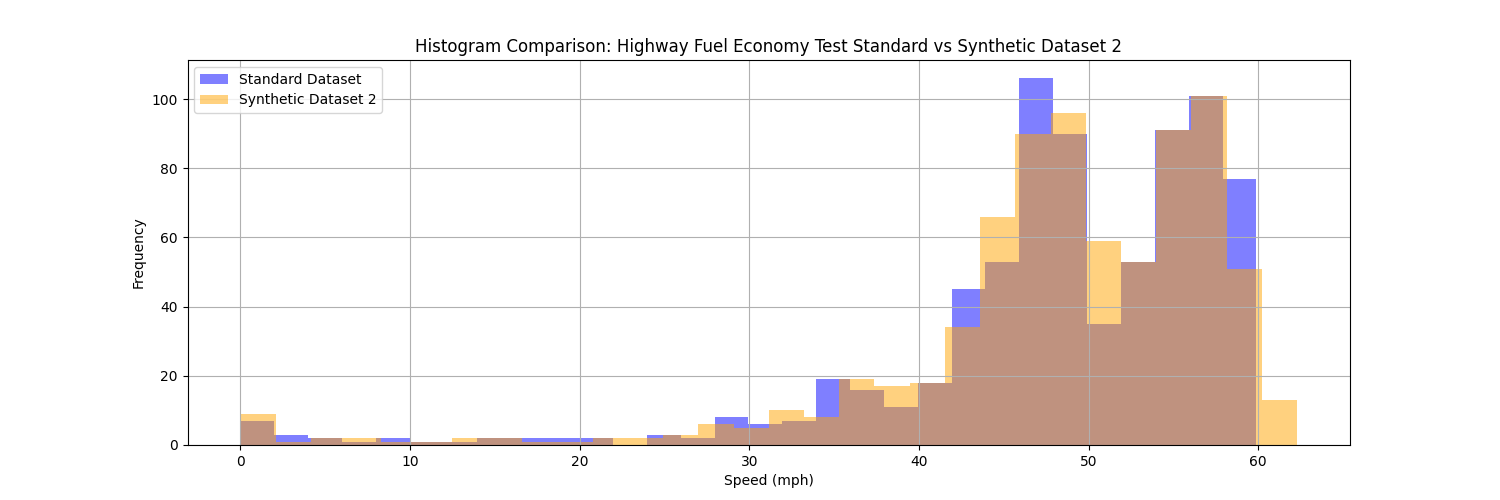 Histogram Comparison: Highway Fuel Economy Test Standard vs Synthetic Dataset 2
Standard Dataset
Synthetic Dataset 2
100
80
60
40
20
0
Frequency
0 10 20 30 40 50 60
Speed (mph)